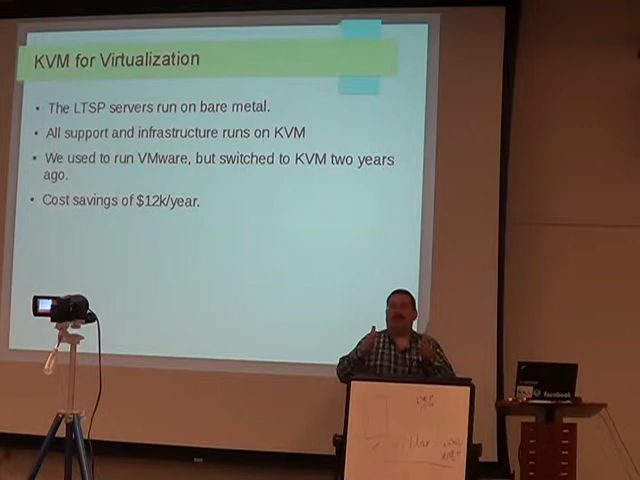 KVM for Virtualization
• The LTSP servers run on bare metal.
• All support and infrastructure runs on KVM
• We used to run VMware, but switched to KVM two years
ago.
• Cost savings of $12k/year.
facebook